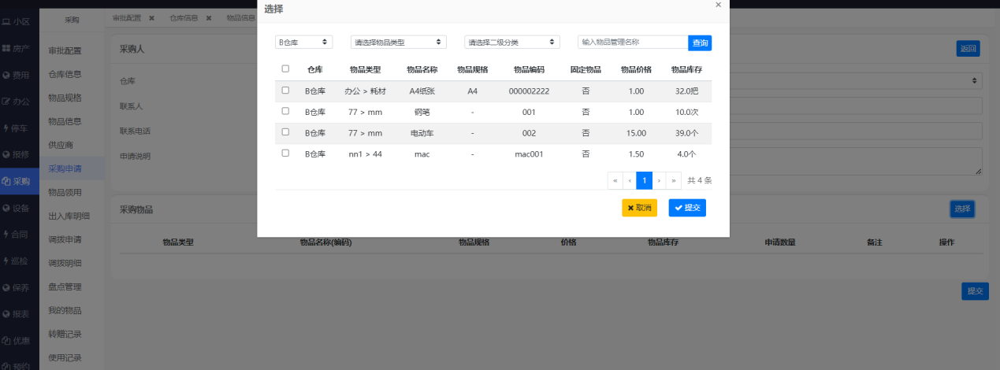 小区
房产
费用
办公
停车
报修
采购
设备
合同
巡检
保养
报表
优惠
预约
采购
审批配置
仓库信息
物品规格
物品信息
供应商
采购申请
物品领用
出入库明细
调拨申请
调拨明细
盘点管理
我的物品
转赠记录
使用记录
审批配置 ✖ 仓库信息 ✖ 物品信息
采购人
返回
仓库
联系人
联系电话
申请说明
选择 ×
B仓库 请选择物品类型 请选择二级分类 输入物品管理名称 查询
仓库 物品类型 物品名称 物品规格 物品编码 固定物品 物品价格 物品库存
B仓库 办公 > 耗材 A4纸张 A4 000002222 否 1.00 32.0把
B仓库 77 > mm 钢笔 - 001 否 1.00 10.0次
B仓库 77 > mm 电动车 - 002 否 15.00 39.0个
B仓库 nn1 > 44 mac - mac001 否 1.50 4.0个
« ‹ 1 › » 共 4 条
✖ 取消 ✔ 提交
采购物品 选择
物品类型 物品名称(编码) 物品规格 价格 物品库存 申请数量 备注 操作
提交